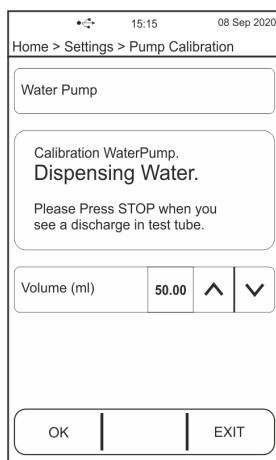 15:15 08 Sep 2020
Home > Settings > Pump Calibration
Water Pump
Calibration WaterPump.
Dispensing Water.
Please Press STOP when you
see a discharge in test tube.
Volume (ml) 50.00
OK EXIT